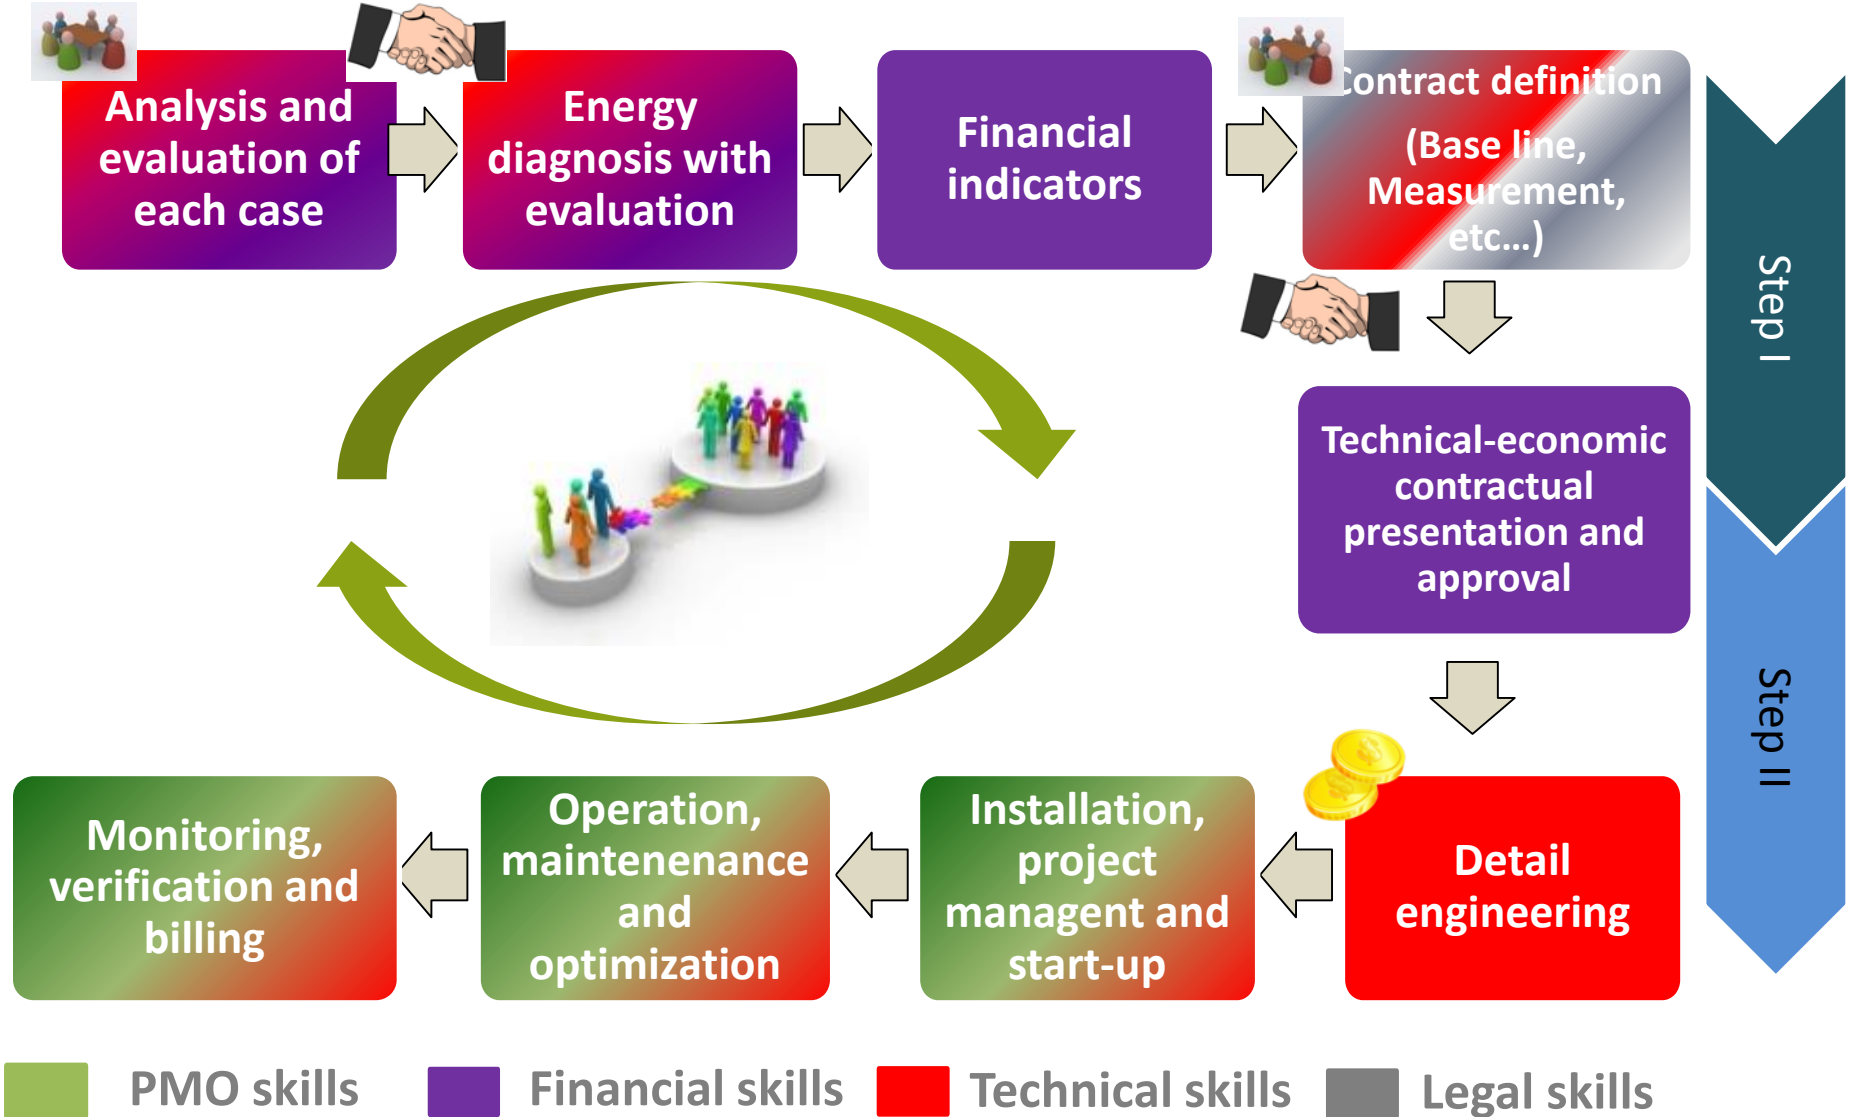 Analysis and
evaluation of
each case
Energy
diagnosis with
evaluation
Financial
indicators
Contract definition
(Base line,
Measurement,
etc...)
Step I
Technical-economic
contractual
presentation and
approval
Step II
Monitoring,
verification and
billing
Operation,
maintenenance
and
optimization
Installation,
project
managent and
start-up
Detail
engineering
PMO skills
Financial skills
Technical skills
Legal skills